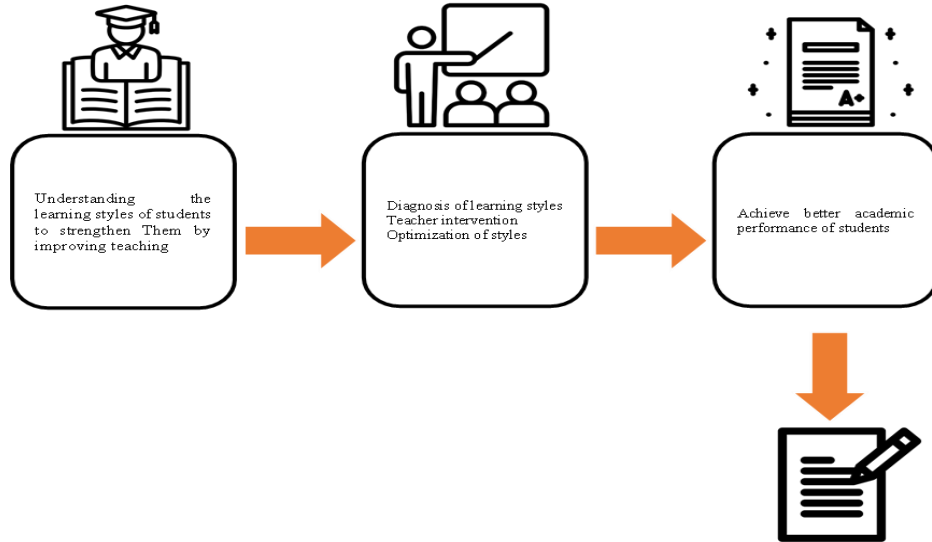 A+
Understanding the
learning styles of students
to strengthen Them by
improving teaching
Diagnosis of learning styles
Teacher intervention
Optimization of styles
Achieve better academic
performance of students